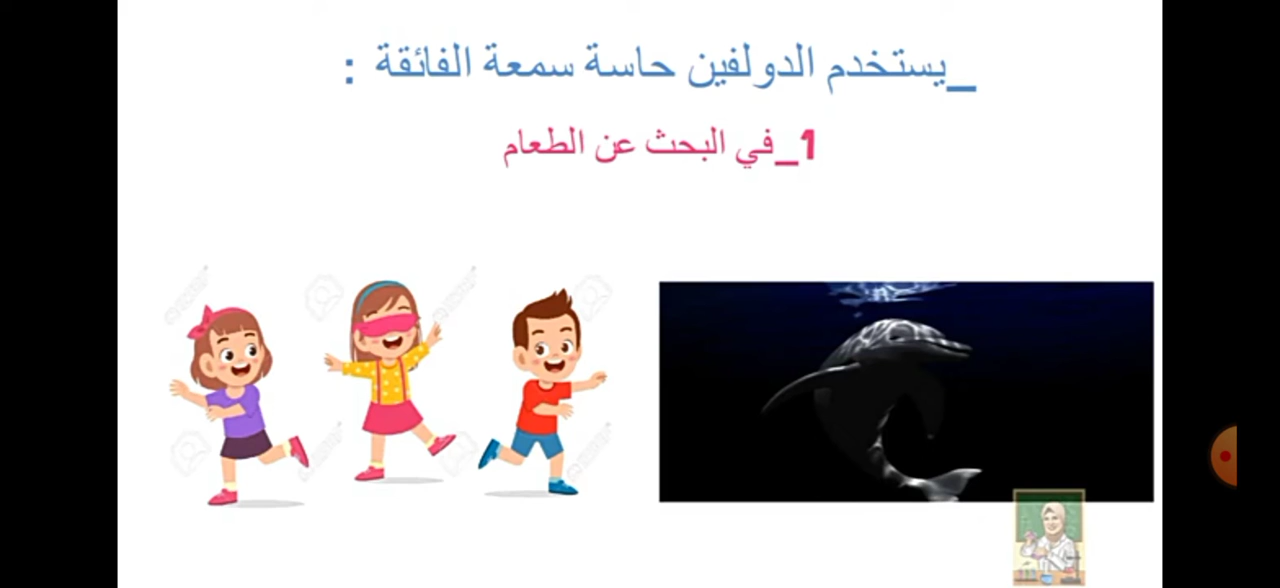 _يستخدم الدولفين حاسة سمعة الفائقة :
1_في البحث عن الطعام